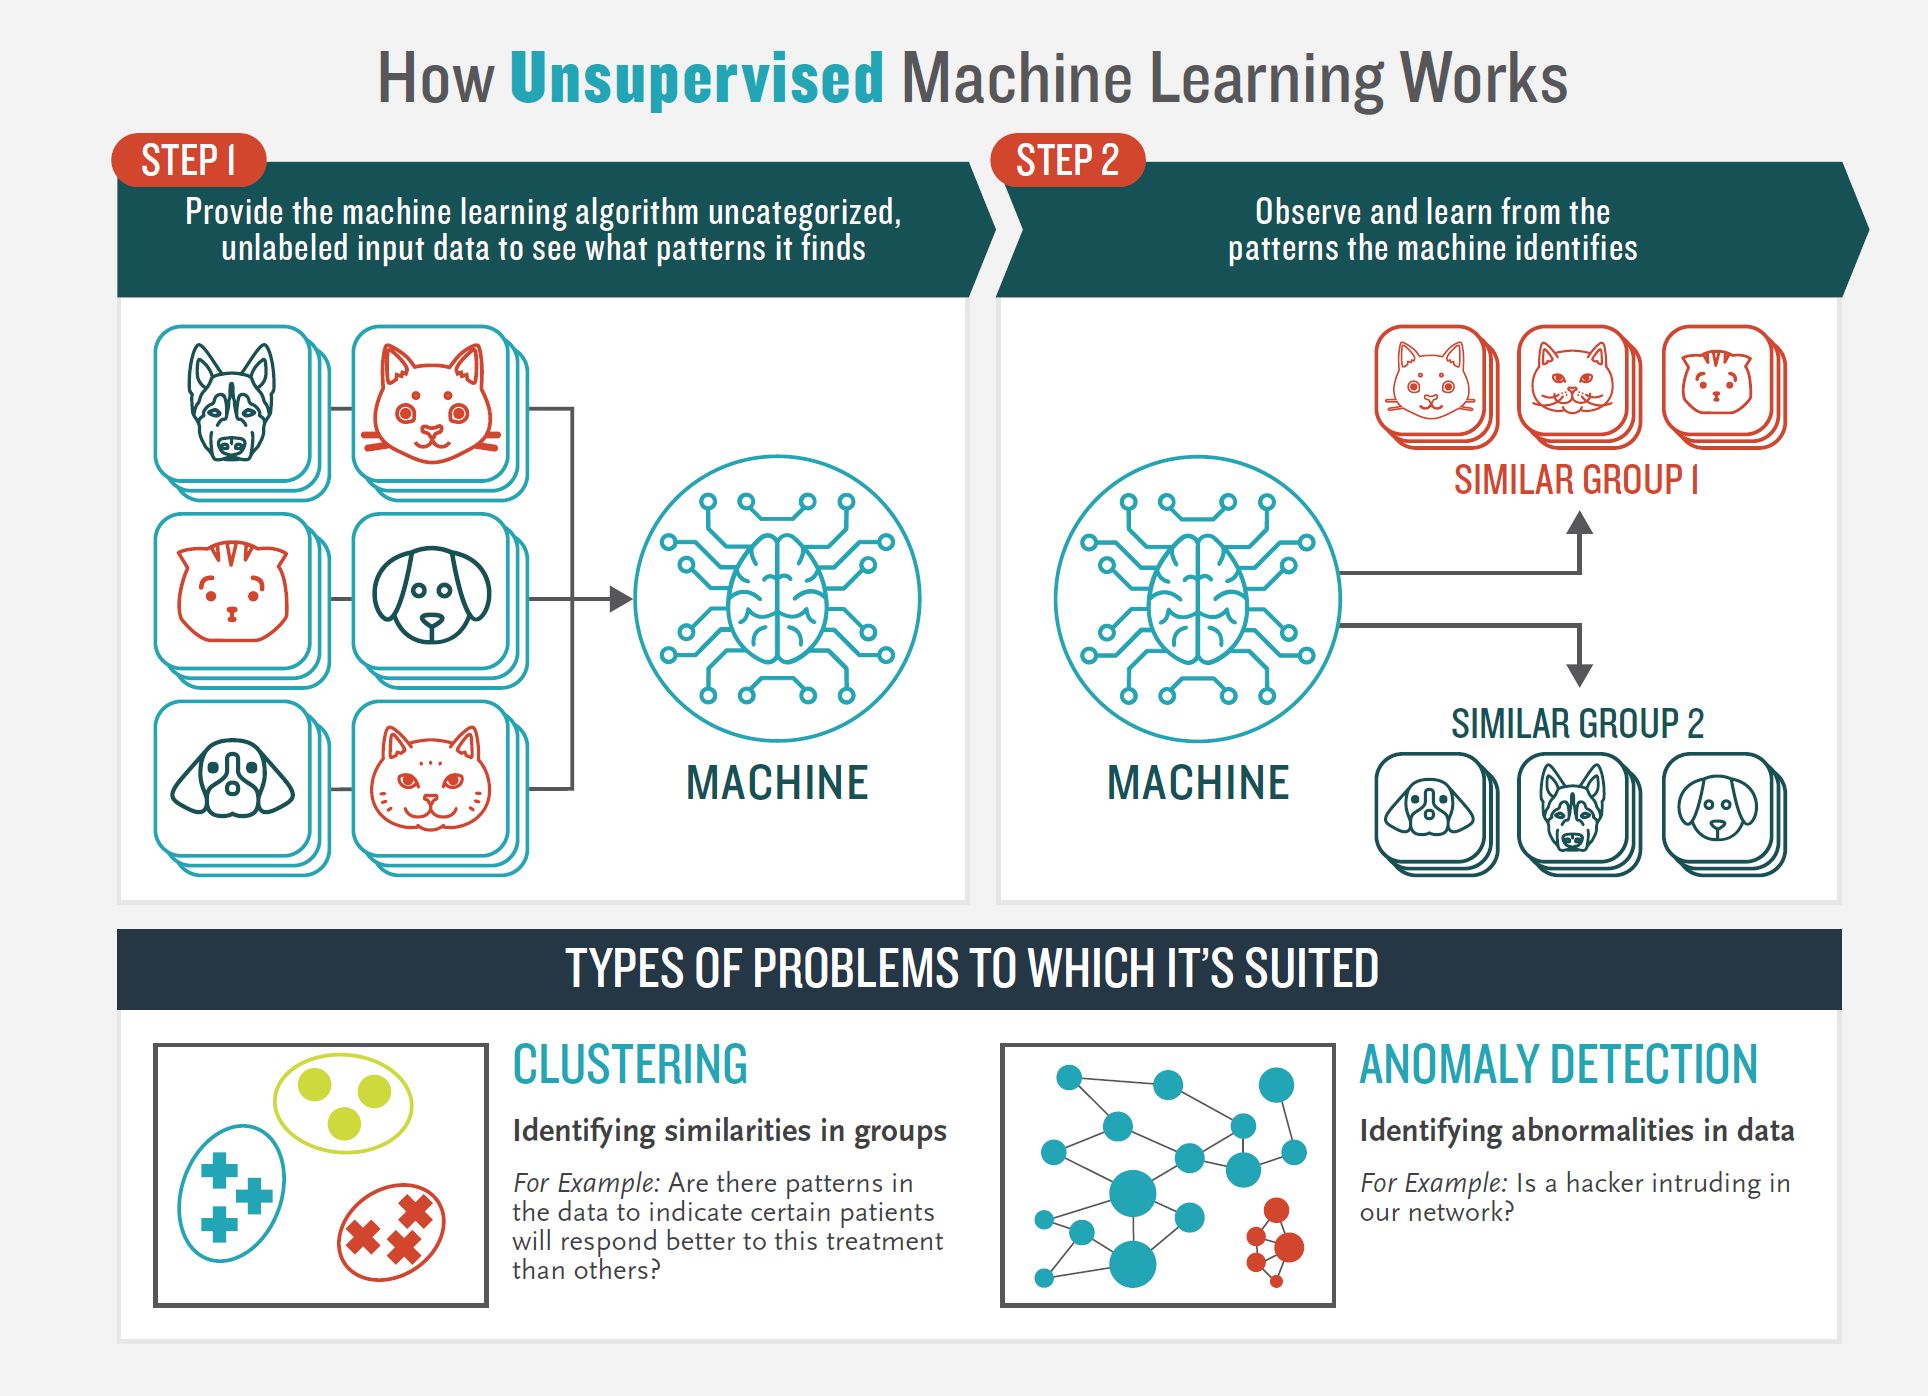 How Unsupervised Machine Learning Works
STEP 1
Provide the machine learning algorithm uncategorized,
unlabeled input data to see what patterns it finds
MACHINE
STEP 2
Observe and learn from the
patterns the machine identifies
SIMILAR GROUP 1
MACHINE
SIMILAR GROUP 2
TYPES OF PROBLEMS TO WHICH IT'S SUITED
CLUSTERING
Identifying similarities in groups
For Example: Are there patterns in
the data to indicate certain patients
will respond better to this treatment
than others?
ANOMALY DETECTION
Identifying abnormalities in data
For Example: Is a hacker intruding in
our network?